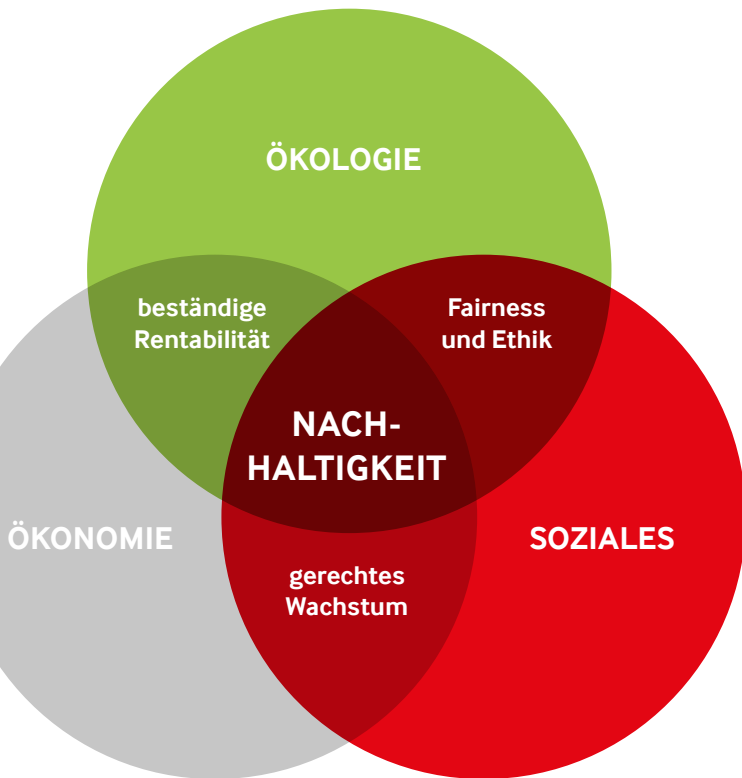 ÖKOLOGIE
beständige
Rentabilität
Fairness
und Ethik
NACH-
HALTIGKEIT
ÖKONOMIE
SOZIALES
gerechtes
Wachstum